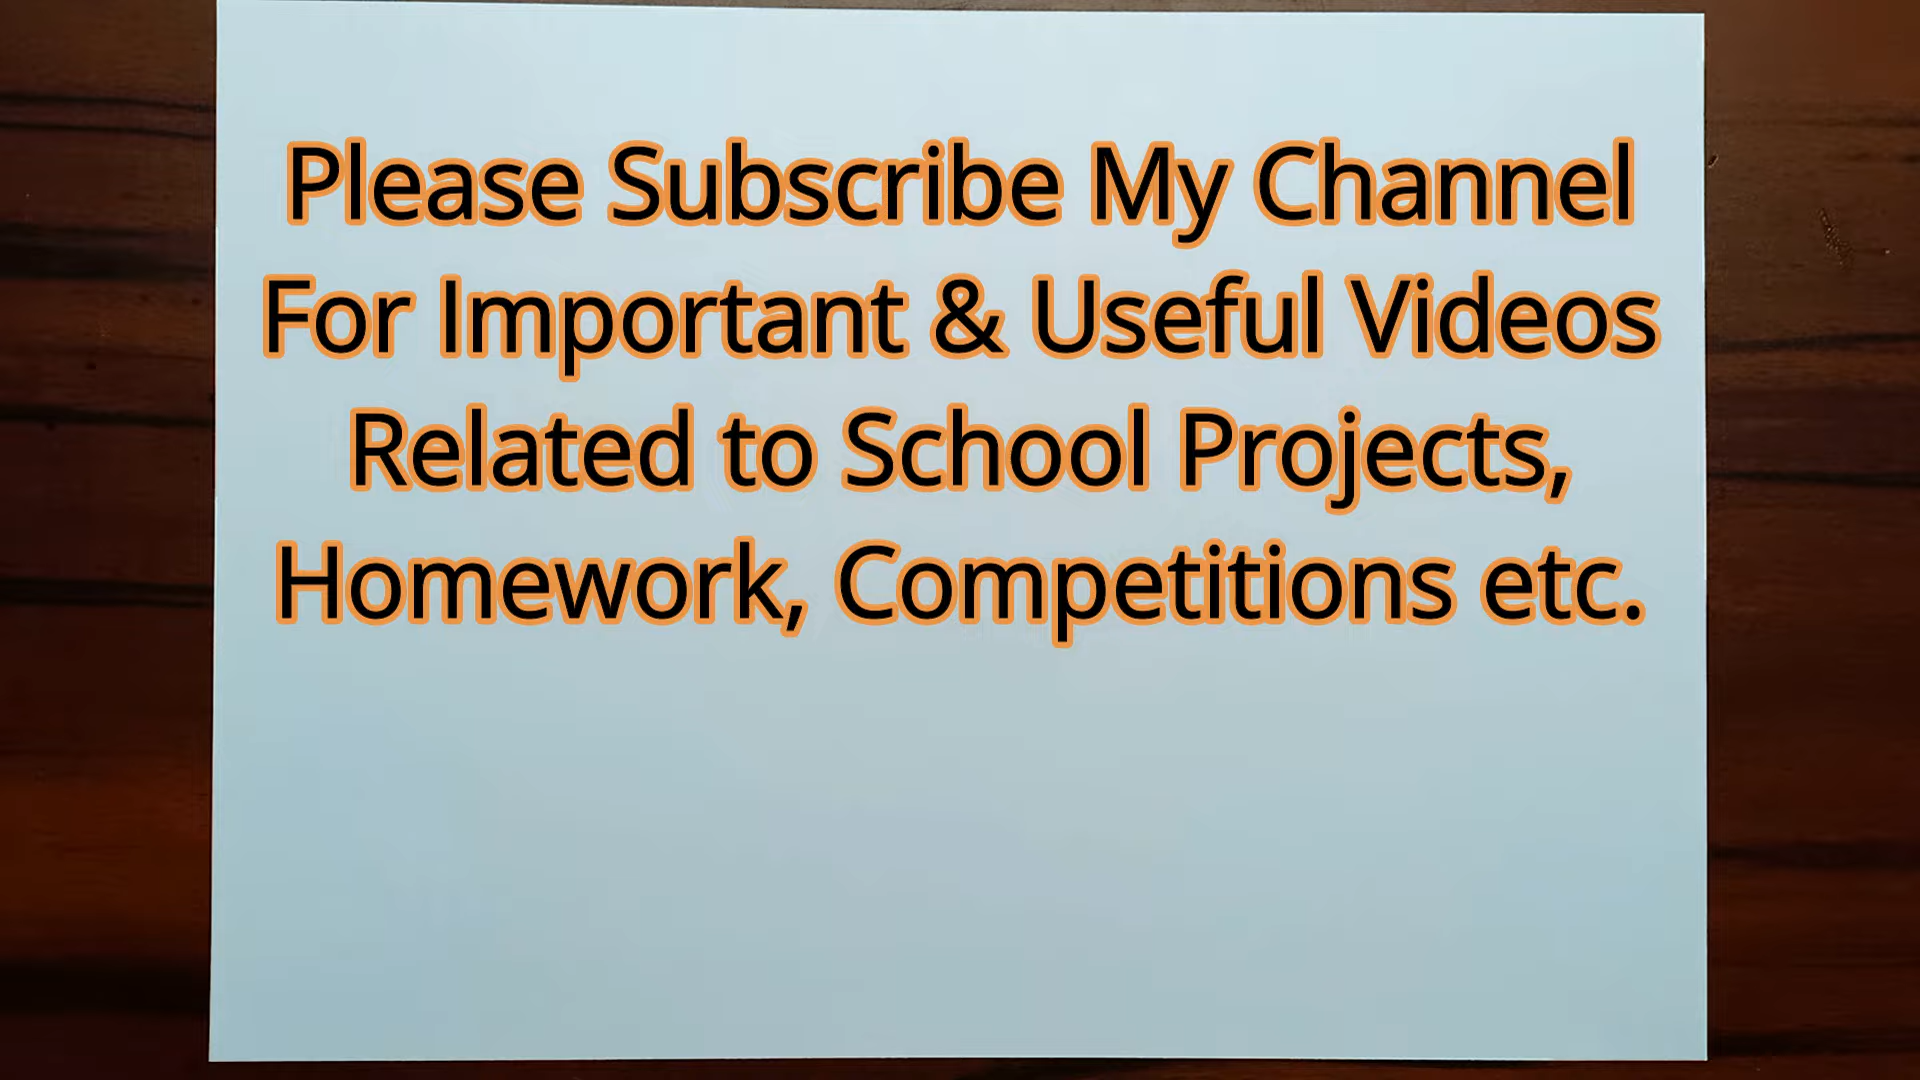 Please Subscribe My Channel
For Important & Useful Videos
Related to School Projects,
Homework, Competitions etc.